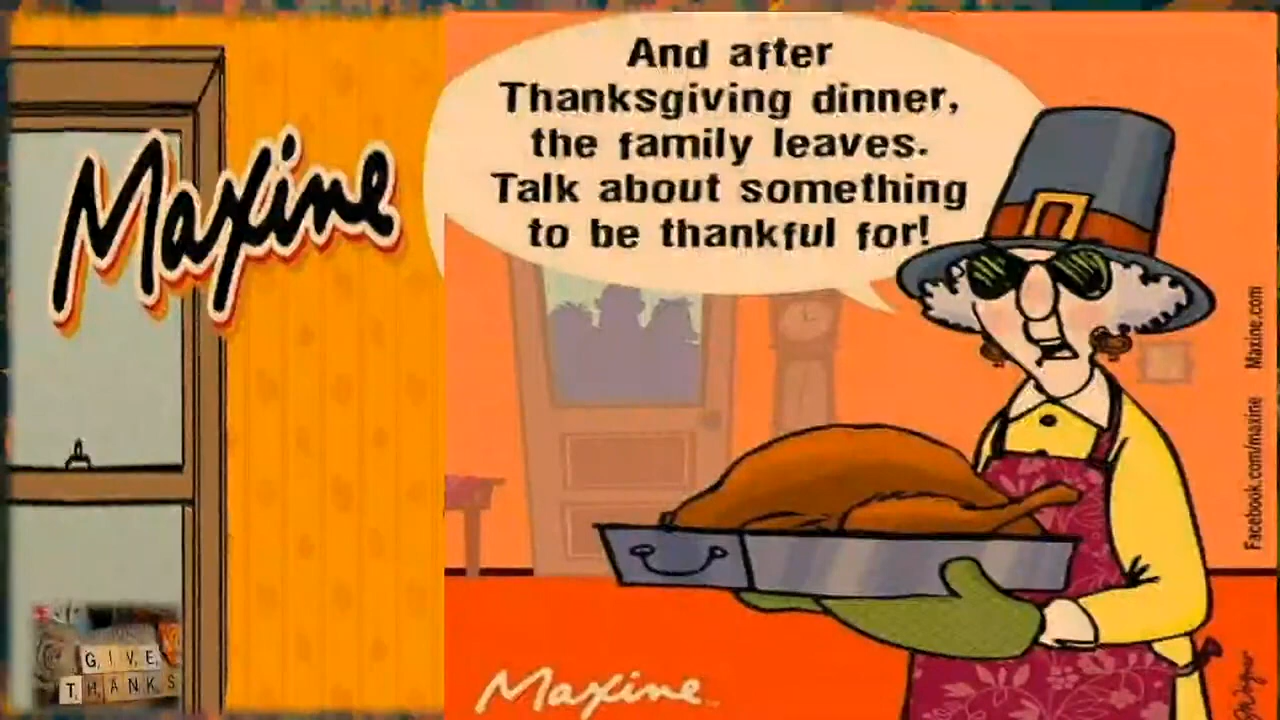 Maxine
And after
Thanksgiving dinner,
the family leaves.
Talk about something
to be thankful for!
Facebook.com/maxine Maxine.com
GIVE
THANKS
Maxine